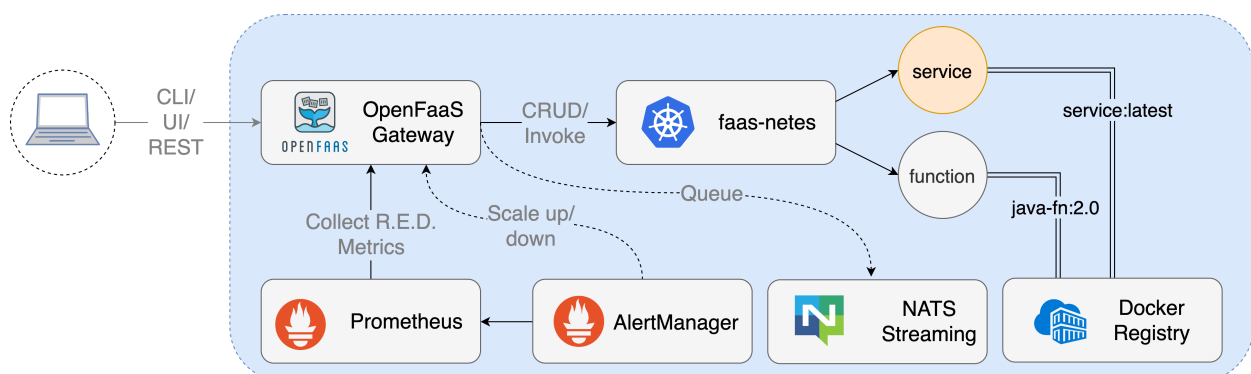 CLI/
UI/
REST
OPENFAAS
OpenFaaS
Gateway
CRUD/
Invoke
faas-netes
service
service:latest
function
java-fn:2.0
Queue
Collect R.E.D.
Metrics
Scale up/
down
Prometheus
AlertManager
N
NATS
Streaming
Docker
Registry